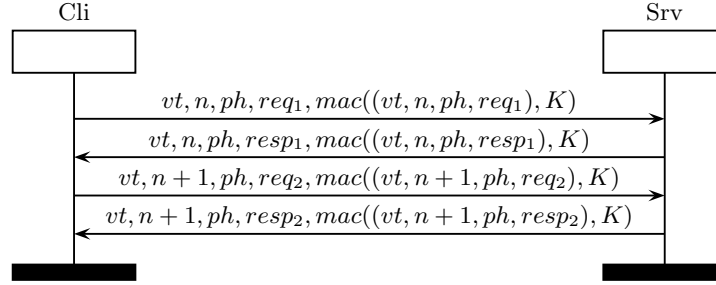 Cli Srv
vt, n, ph, req₁, mac((vt, n, ph, req₁), K)
vt, n, ph, resp₁, mac((vt, n, ph, resp₁), K)
vt, n + 1, ph, req₂, mac((vt, n + 1, ph, req₂), K)
vt, n + 1, ph, resp₂, mac((vt, n + 1, ph, resp₂), K)